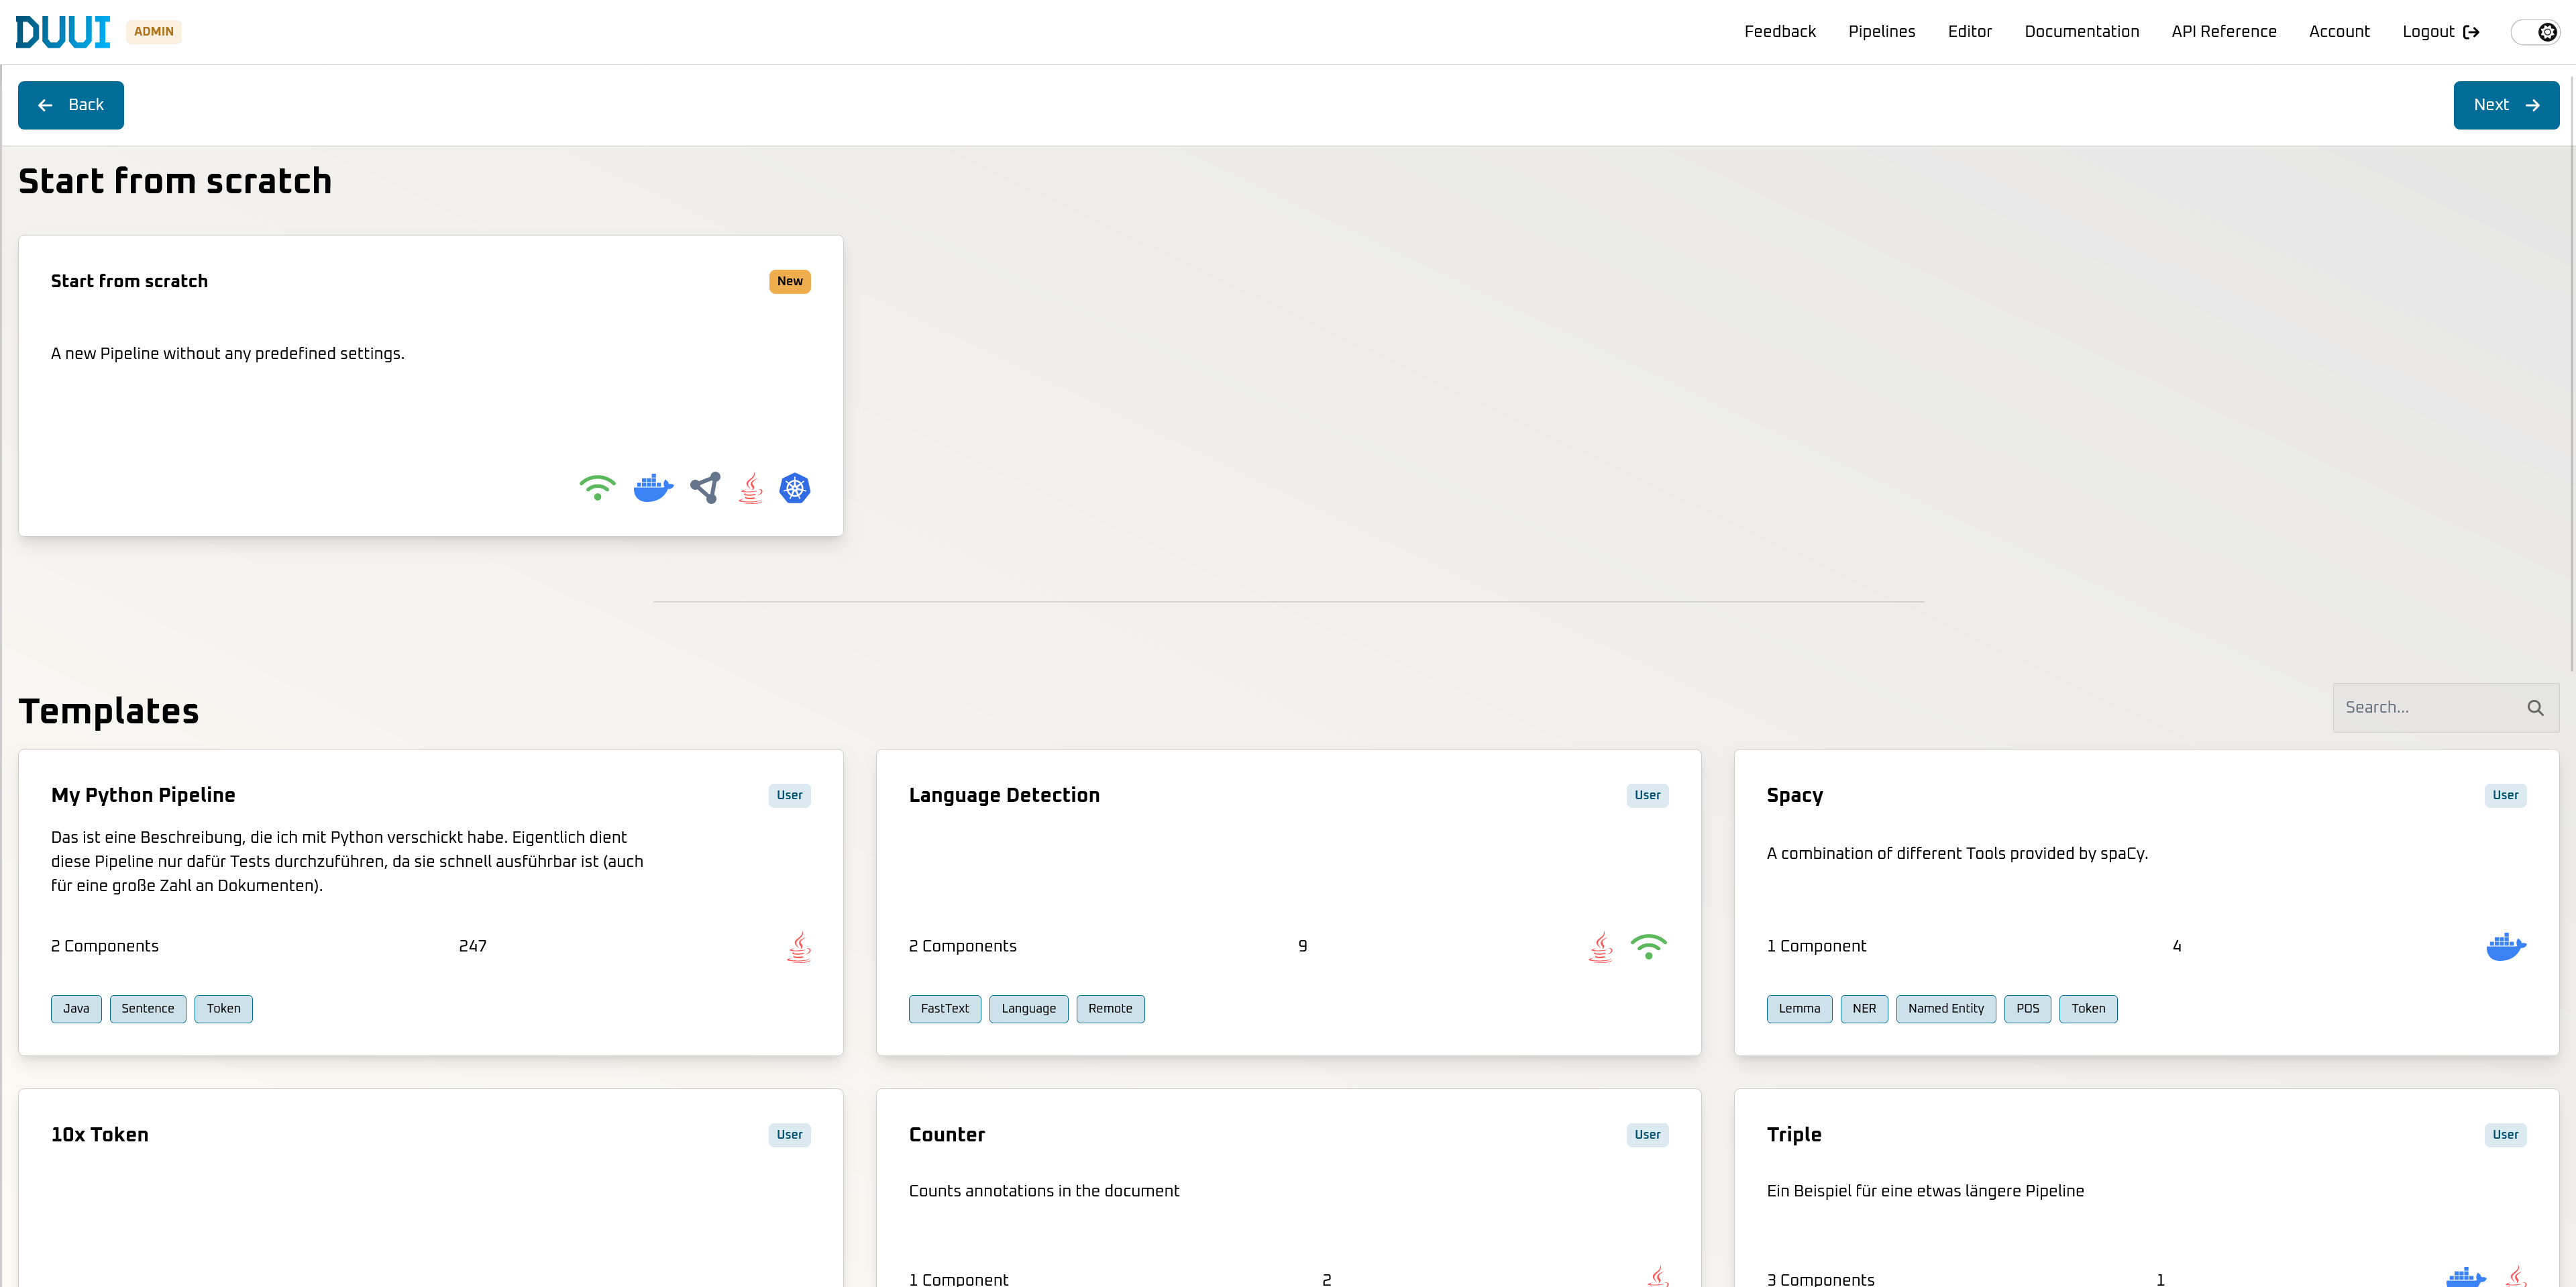 DUUI ADMIN Feedback Pipelines Editor Documentation API Reference Account Logout
Back Next
Start from scratch
Start from scratch New
A new Pipeline without any predefined settings.
Templates Search...
My Python Pipeline User
Das ist eine Beschreibung, die ich mit Python verschickt habe. Eigentlich dient
diese Pipeline nur dafür Tests durchzuführen, da sie schnell ausführbar ist (auch
für eine große Zahl an Dokumenten).
2 Components 247
Java Sentence Token
Language Detection User
2 Components 9
FastText Language Remote
Spacy User
A combination of different Tools provided by spaCy.
1 Component 4
Lemma NER Named Entity POS Token
10x Token User
Counter User
Counts annotations in the document
1 Component 2
Triple User
Ein Beispiel für eine etwas längere Pipeline
3 Components 1